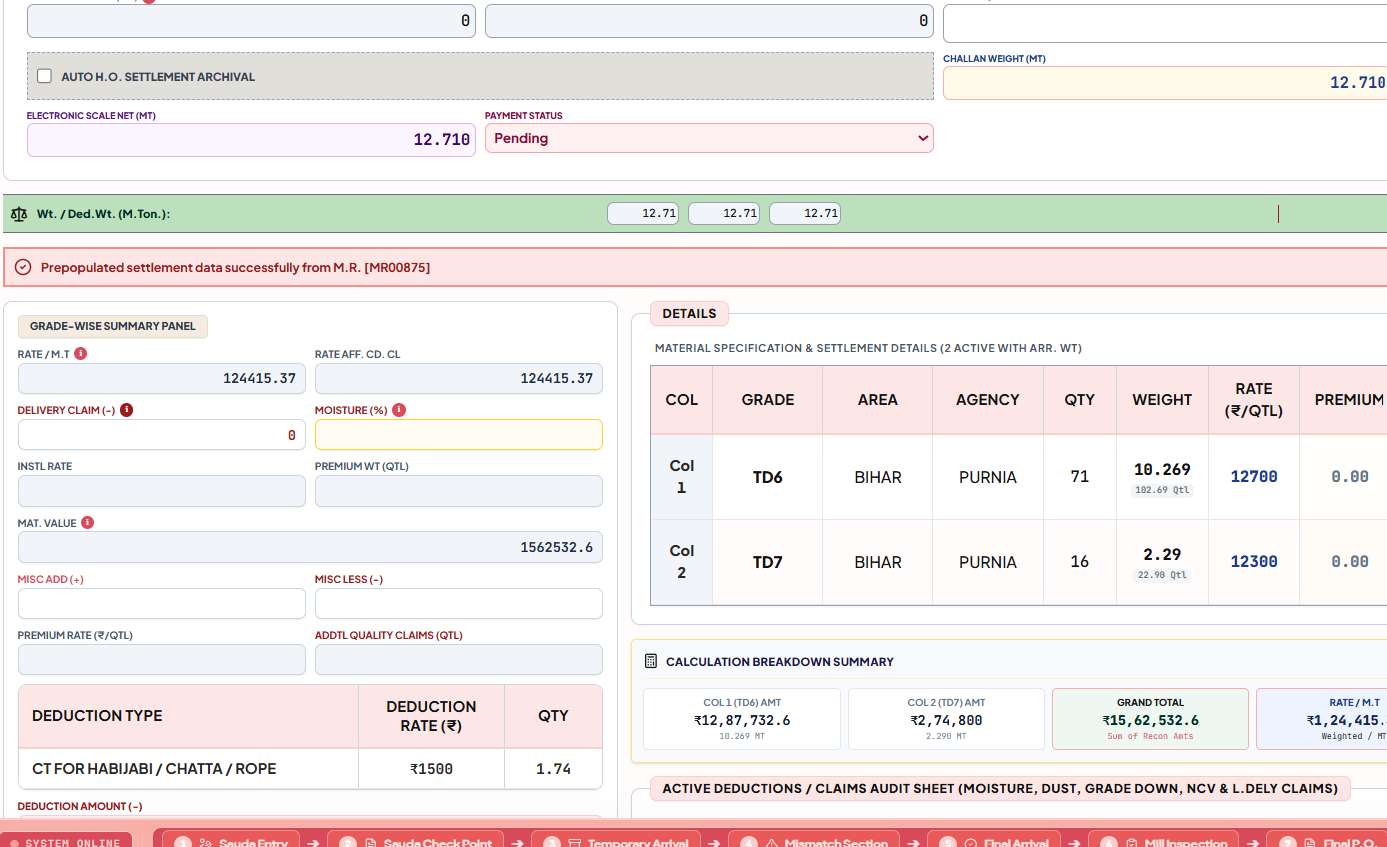 0
0
AUTO H.O. SETTLEMENT ARCHIVAL
CHALLAN WEIGHT (MT)
12.710
ELECTRONIC SCALE NET (MT)
PAYMENT STATUS
12.710
Pending
Wt. / Ded.Wt. (M.Ton.):
12.71
12.71
12.71
Prepopulated settlement data successfully from M.R. [MR00875]
GRADE-WISE SUMMARY PANEL
RATE / M.T
RATE AFF. CD. CL
124415.37
124415.37
DELIVERY CLAIM (-)
MOISTURE (%)
0
INSTL RATE
PREMIUM WT (QTL)
MAT. VALUE
1562532.6
MISC ADD (+)
MISC LESS (-)
PREMIUM RATE (₹/QTL)
ADDTL QUALITY CLAIMS (QTL)
DEDUCTION TYPE
DEDUCTION RATE (₹)
QTY
CT FOR HABIJABI / CHATTA / ROPE
₹1500
1.74
DEDUCTION AMOUNT (-)
DETAILS
MATERIAL SPECIFICATION & SETTLEMENT DETAILS (2 ACTIVE WITH ARR. WT)
COL
GRADE
AREA
AGENCY
QTY
WEIGHT
RATE (₹/QTL)
PREMIUM
Col 1
TD6
BIHAR
PURNIA
71
10.269
102.69 Qtl
12700
0.00
Col 2
TD7
BIHAR
PURNIA
16
2.29
22.90 Qtl
12300
0.00
CALCULATION BREAKDOWN SUMMARY
COL 1 (TD6) AMT
₹12,87,732.6
10.269 MT
COL 2 (TD7) AMT
₹2,74,800
2.290 MT
GRAND TOTAL
₹15,62,532.6
Sum of Recon Amts
RATE / M.T
₹1,24,415.
Weighted / MT
ACTIVE DEDUCTIONS / CLAIMS AUDIT SHEET (MOISTURE, DUST, GRADE DOWN, NCV & L.DELY CLAIMS)
SYSTEM ONLINE
1 Sauda Entry
2 Sauda Check Point
3 Temporary Arrival
4 Mismatch Section
5 Final Arrival
6 Mill Inspection
7 Final P.O.